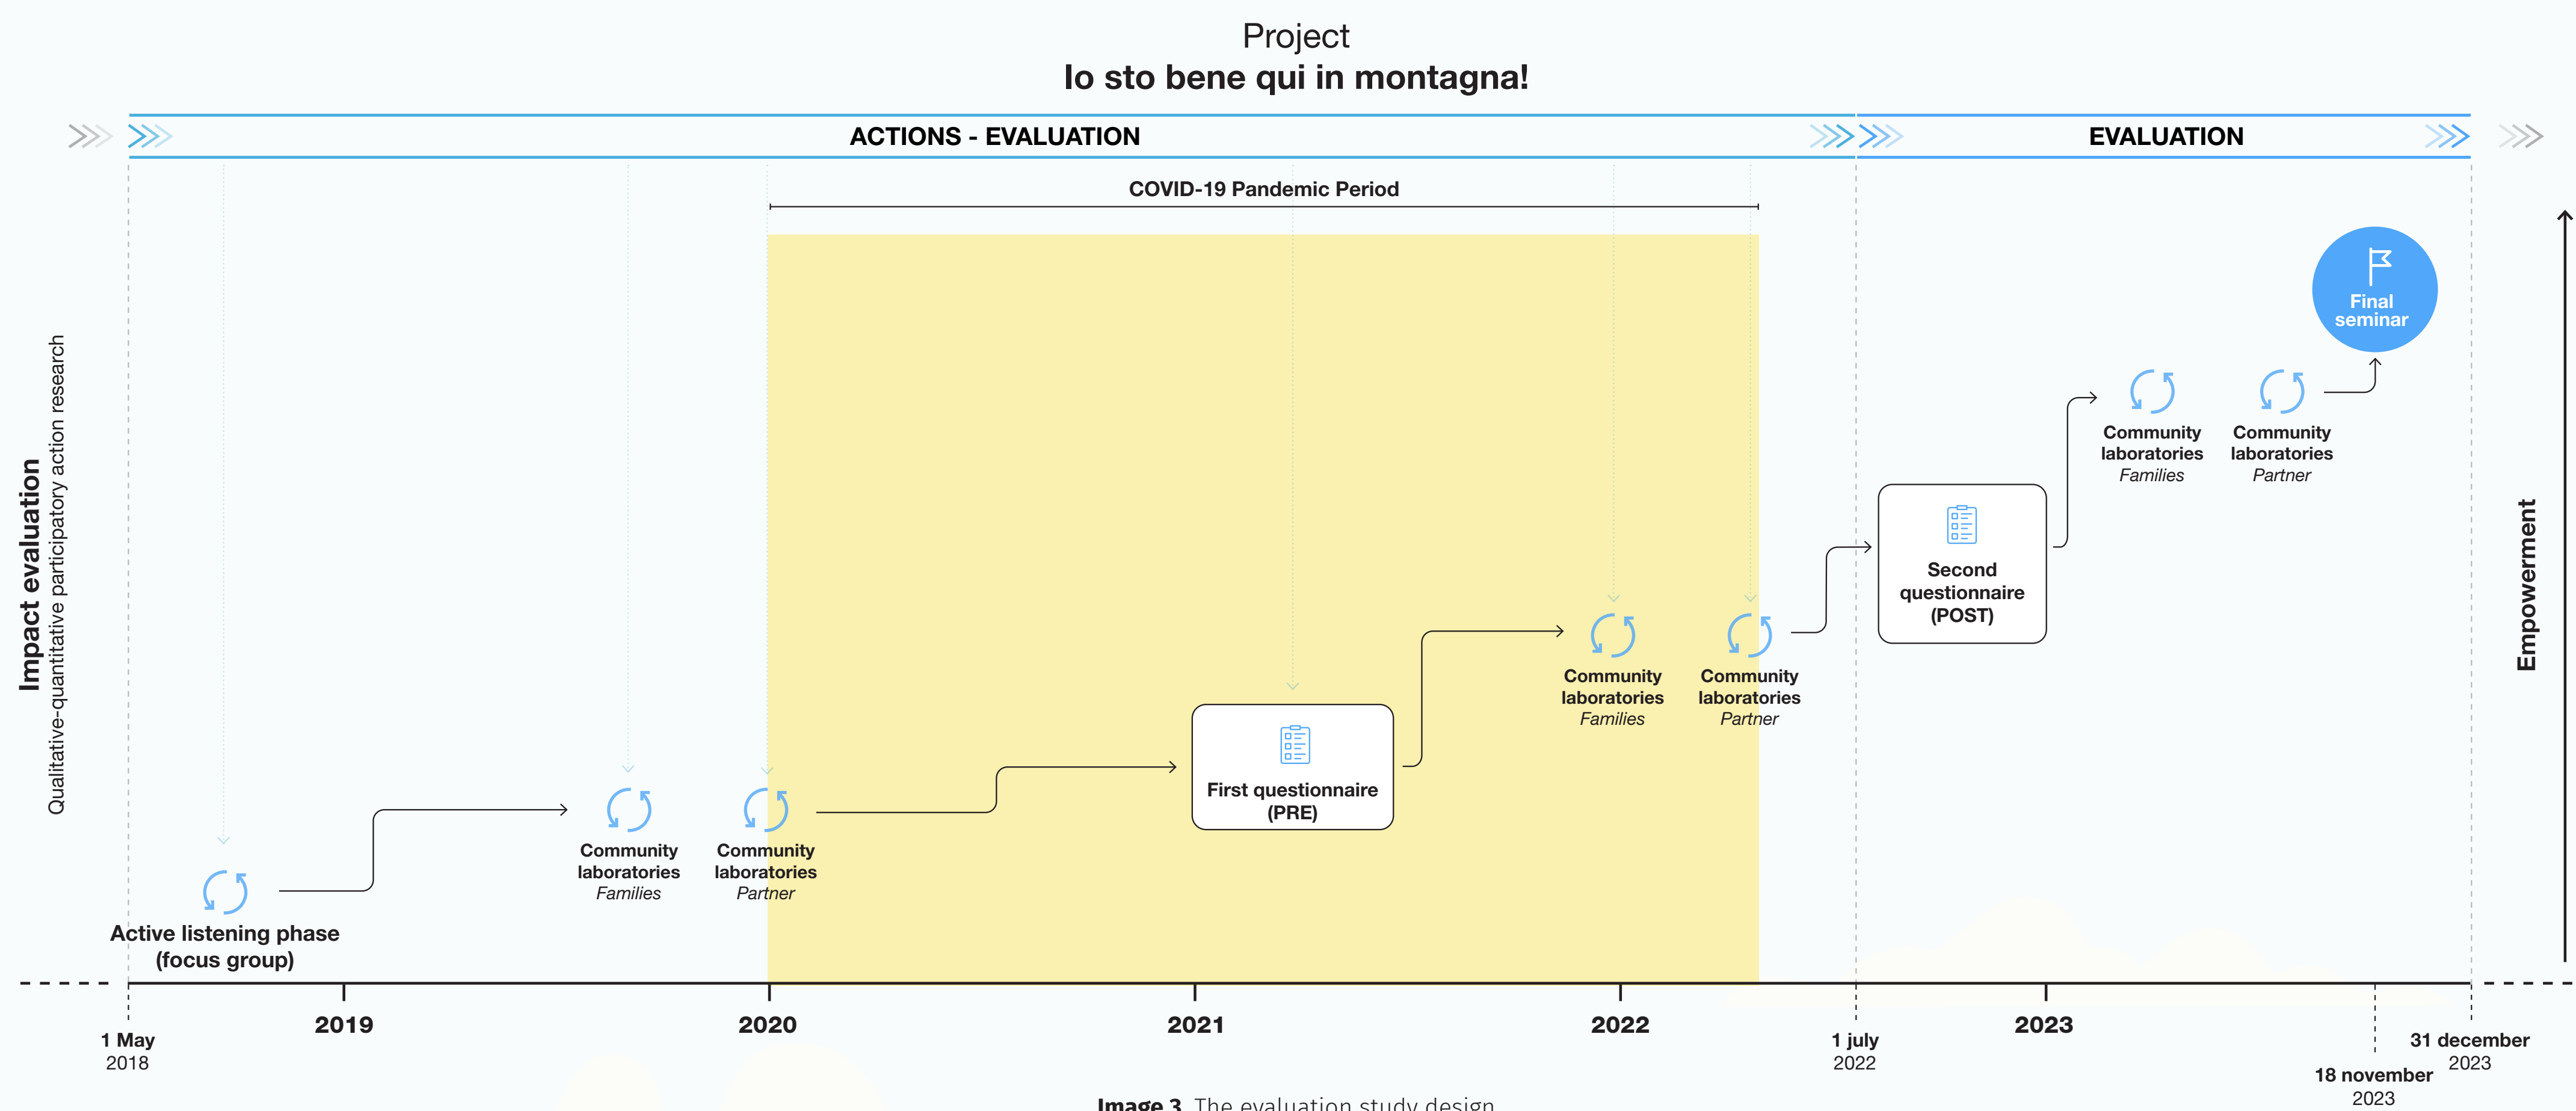 Project
Io sto bene qui in montagna!
ACTIONS - EVALUATION
EVALUATION
COVID-19 Pandemic Period
Impact evaluation
Qualitative-quantitative participatory action research
Active listening phase
(focus group)
Community
laboratories
Families
Community
laboratories
Partner
First questionnaire
(PRE)
Community
laboratories
Families
Community
laboratories
Partner
Second
questionnaire
(POST)
Community
laboratories
Families
Community
laboratories
Partner
Final
seminar
Empowerment
1 May
2018
2019
2020
2021
2022
1 july
2022
2023
18 november
2023
31 december
2023
Image 3. The evaluation study design